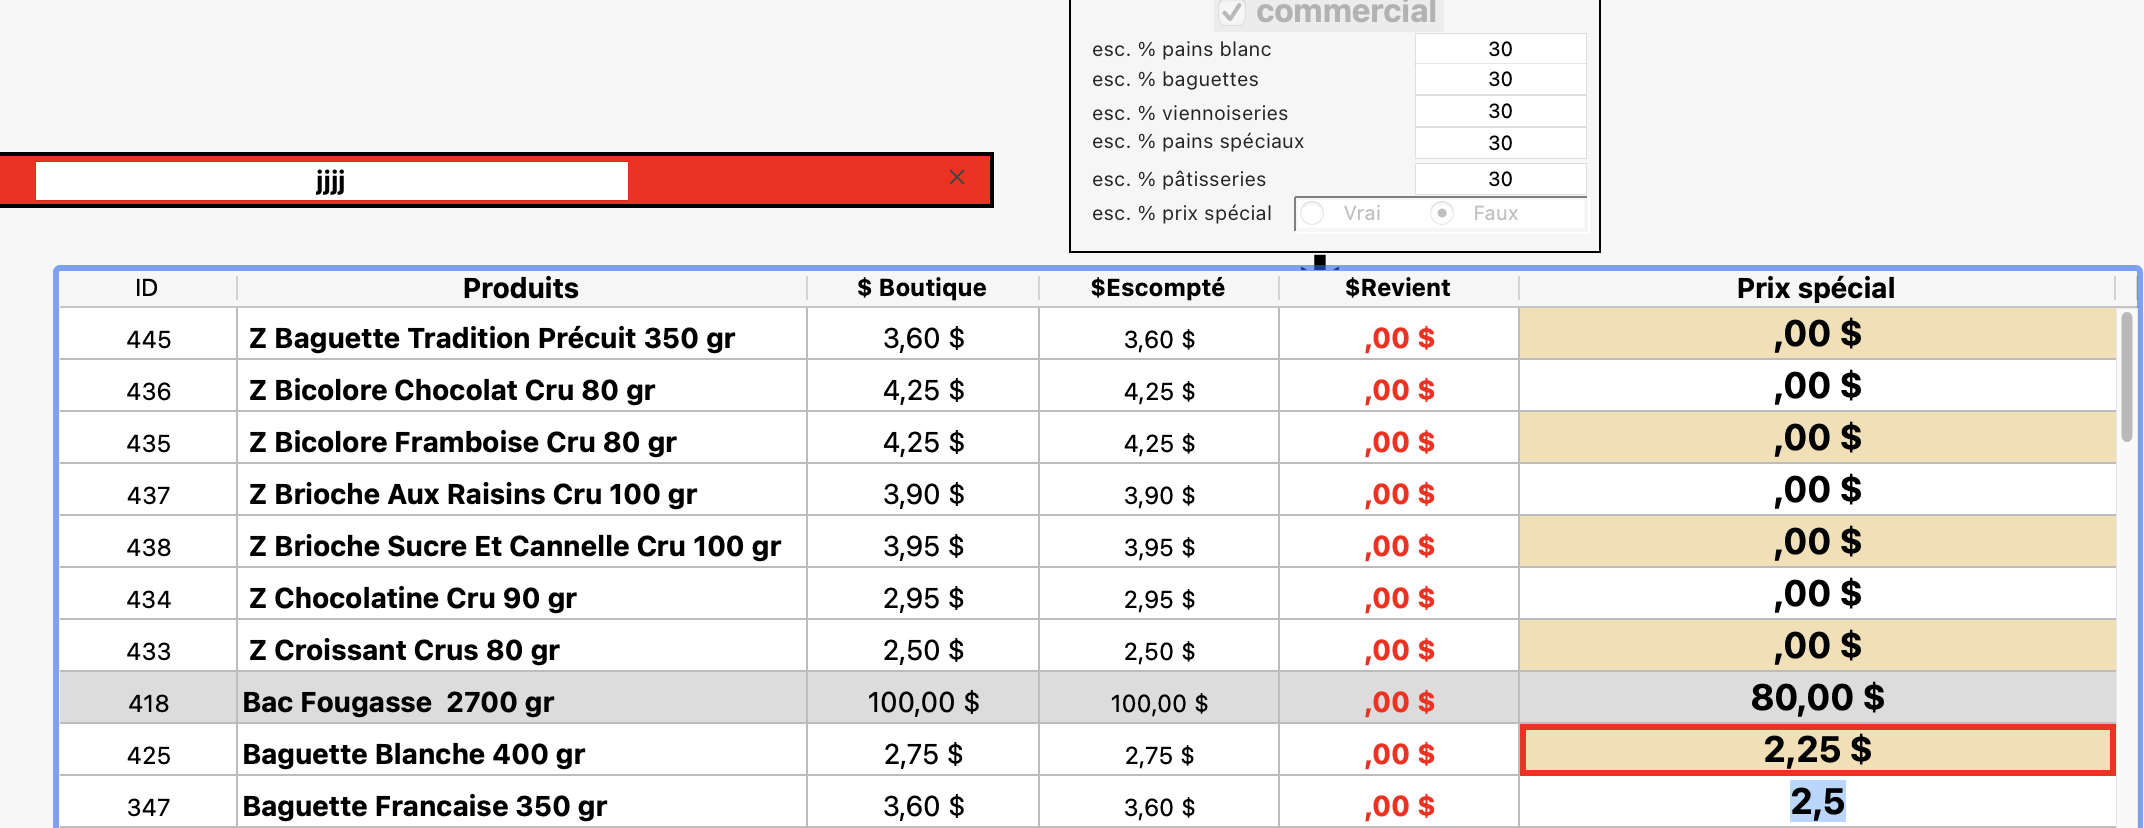 commercial
esc. % pains blanc 30
esc. % baguettes 30
esc. % viennoiseries 30
esc. % pains spéciaux 30
esc. % pâtisseries 30
esc. % prix spécial Vrai Faux
jjjj
ID Produits $ Boutique $Escompté $Revient Prix spécial
445 Z Baguette Tradition Précuit 350 gr 3,60 $ 3,60 $ ,00 $ ,00 $
436 Z Bicolore Chocolat Cru 80 gr 4,25 $ 4,25 $ ,00 $ ,00 $
435 Z Bicolore Framboise Cru 80 gr 4,25 $ 4,25 $ ,00 $ ,00 $
437 Z Brioche Aux Raisins Cru 100 gr 3,90 $ 3,90 $ ,00 $ ,00 $
438 Z Brioche Sucre Et Cannelle Cru 100 gr 3,95 $ 3,95 $ ,00 $ ,00 $
434 Z Chocolatine Cru 90 gr 2,95 $ 2,95 $ ,00 $ ,00 $
433 Z Croissant Crus 80 gr 2,50 $ 2,50 $ ,00 $ ,00 $
418 Bac Fougasse 2700 gr 100,00 $ 100,00 $ ,00 $ 80,00 $
425 Baguette Blanche 400 gr 2,75 $ 2,75 $ ,00 $ 2,25 $
347 Baguette Francaise 350 gr 3,60 $ 3,60 $ ,00 $ 2,5